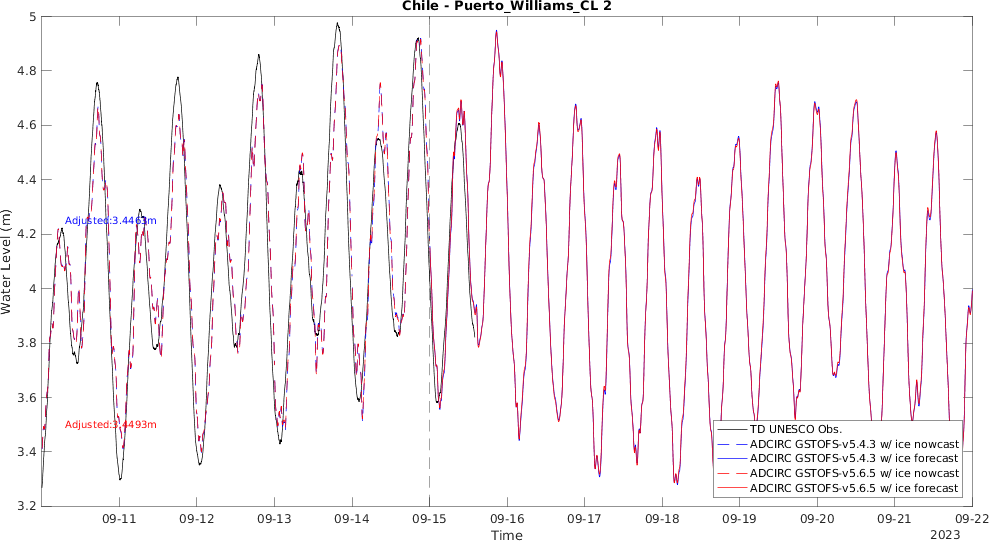 Chile - Puerto_Williams_CL 2
5
4.8
4.6
4.4
4.2
4
3.8
3.6
3.4
3.2
Water Level (m)
Adjusted:3.4463m
Adjusted:3.4493m
TD UNESCO Obs.
ADCIRC GSTOFS-v5.4.3 w/ ice nowcast
ADCIRC GSTOFS-v5.4.3 w/ ice forecast
ADCIRC GSTOFS-v5.6.5 w/ ice nowcast
ADCIRC GSTOFS-v5.6.5 w/ ice forecast
09-11 09-12 09-13 09-14 09-15 09-16 09-17 09-18 09-19 09-20 09-21 09-22
Time
2023